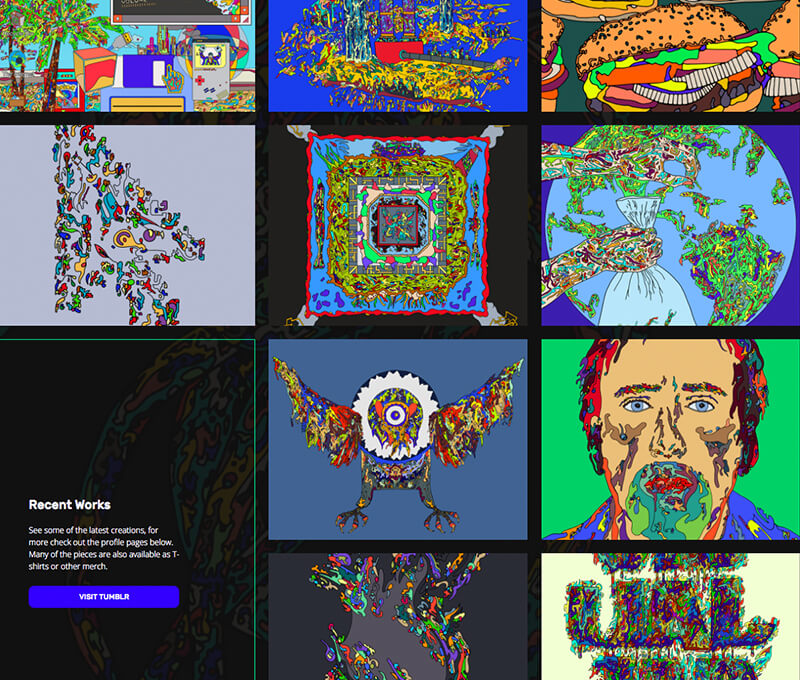 Recent Works
See some of the latest creations, for
more check out the profile pages below.
Many of the pieces are also available as T-
shirts or other merch.
VISIT TUMBLR